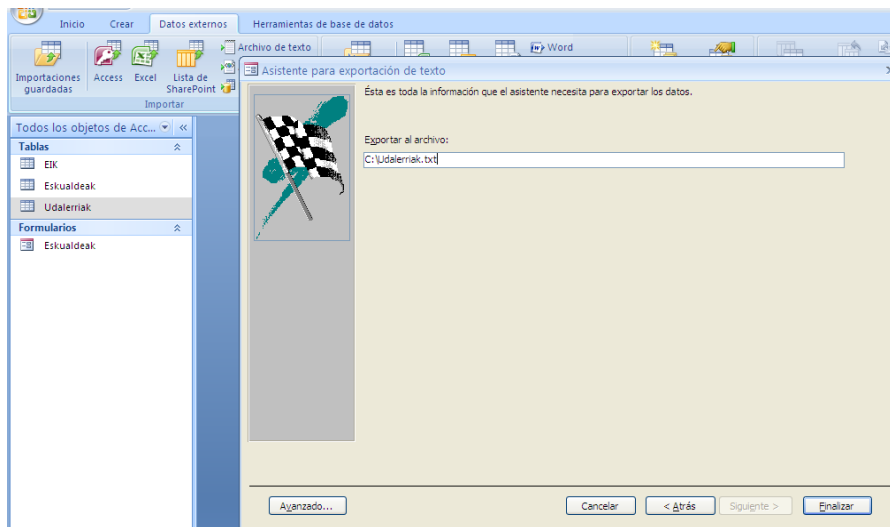 Inicio Crear Datos externos Herramientas de base de datos
Importaciones guardadas
Access
Excel
Lista de SharePoint
Archivo de texto
Word
Importar
Asistente para exportación de texto
Ésta es toda la información que el asistente necesita para exportar los datos.
Exportar al archivo:
C:\Udalerriak.txt
Todos los objetos de Acc...
Tablas
EIK
Eskualdeak
Udalerriak
Formularios
Eskualdeak
Avanzado... Cancelar < Atrás Siguiente > Finalizar